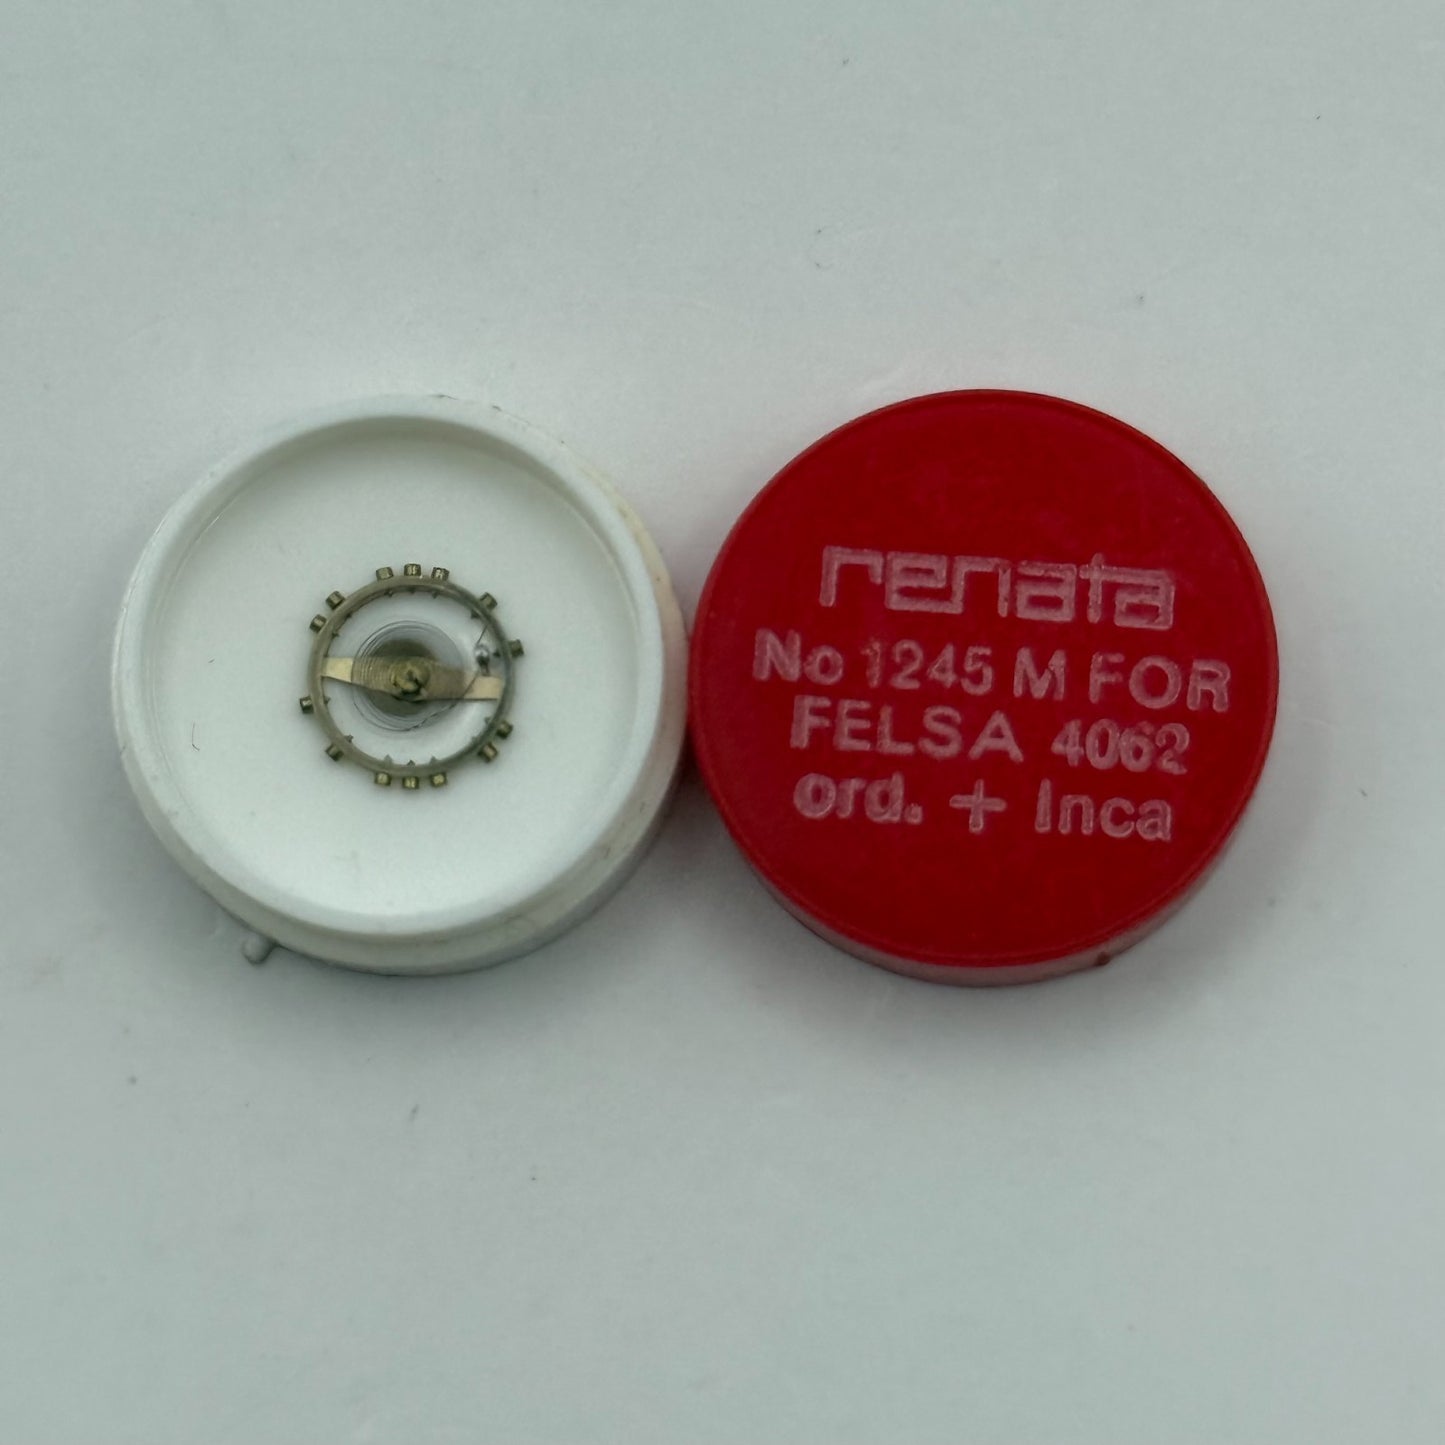 renata
No 1245 M FOR
FELSA 4062
ord. + Inca